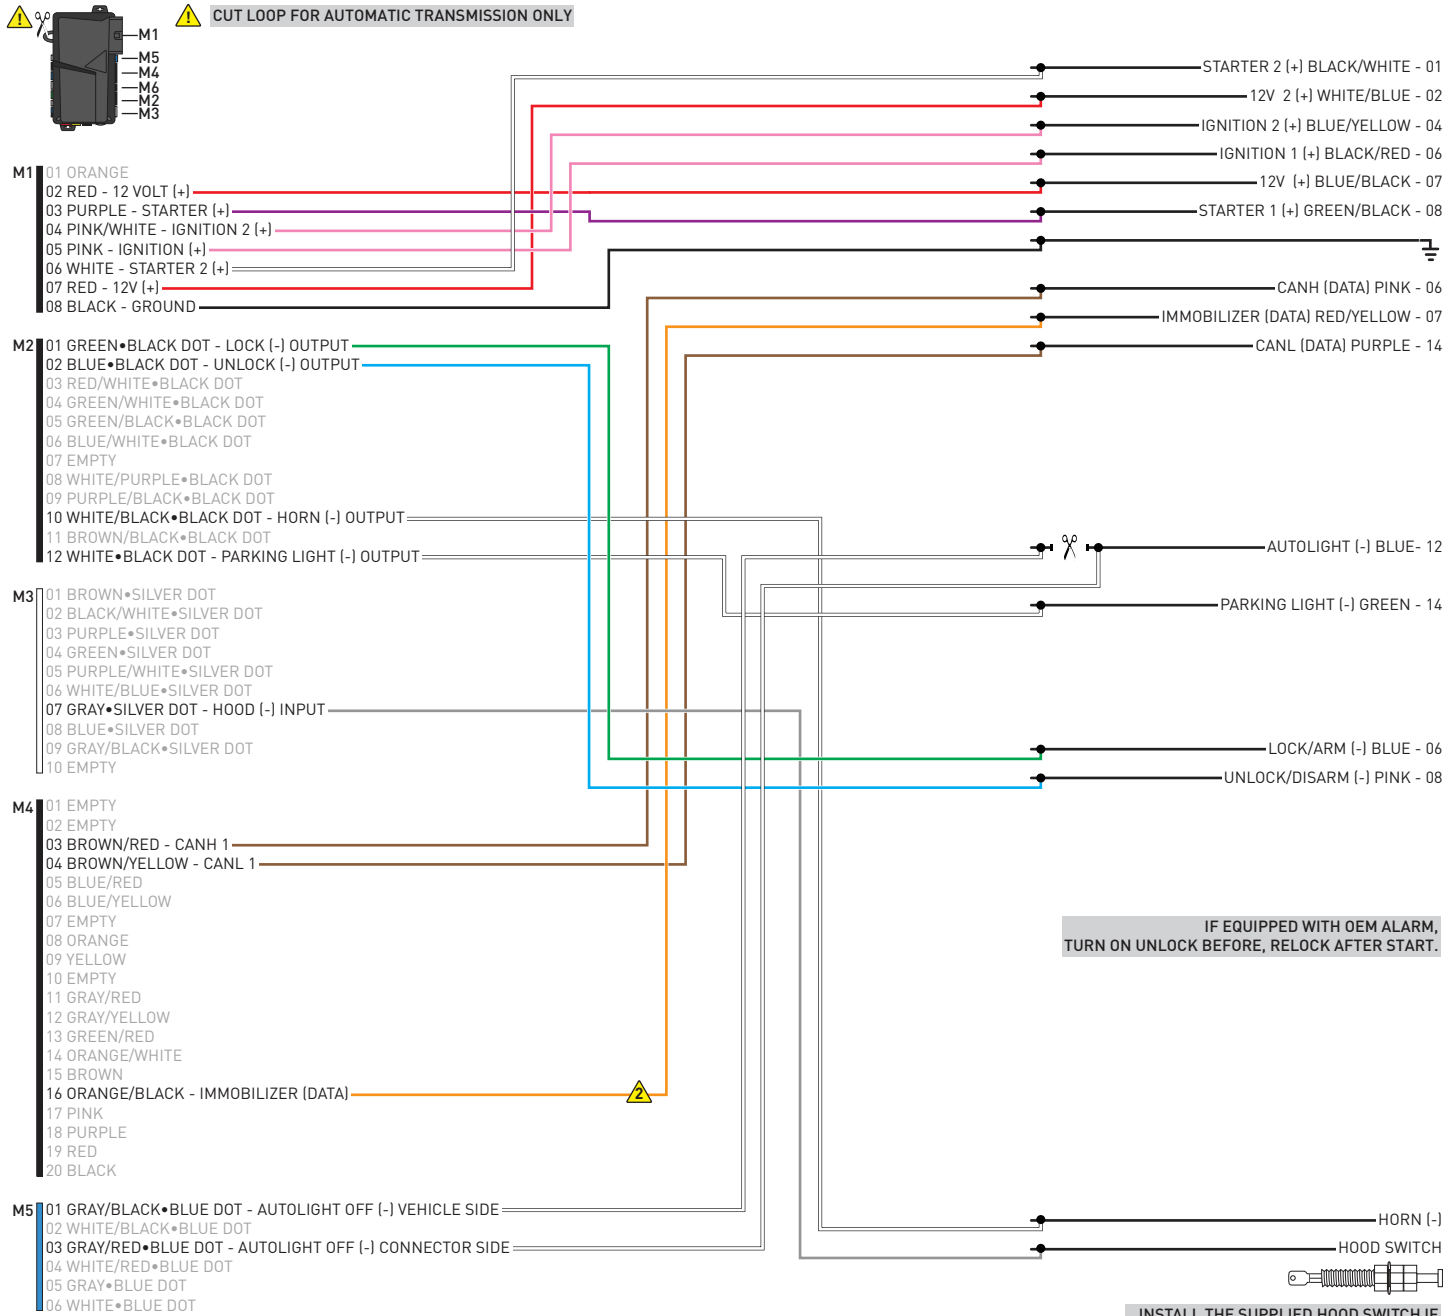 CUT LOOP FOR AUTOMATIC TRANSMISSION ONLY
M1
M5
M4
M6
M2
M3
M1
01 ORANGE
02 RED - 12 VOLT (+)
03 PURPLE - STARTER (+)
04 PINK/WHITE - IGNITION 2 (+)
05 PINK - IGNITION (+)
06 WHITE - STARTER 2 (+)
07 RED - 12V (+)
08 BLACK - GROUND
M2
01 GREEN•BLACK DOT - LOCK (-) OUTPUT
02 BLUE•BLACK DOT - UNLOCK (-) OUTPUT
03 RED/WHITE•BLACK DOT
04 GREEN/WHITE•BLACK DOT
05 GREEN/BLACK•BLACK DOT
06 BLUE/WHITE•BLACK DOT
07 EMPTY
08 WHITE/PURPLE•BLACK DOT
09 PURPLE/BLACK•BLACK DOT
10 WHITE/BLACK•BLACK DOT - HORN (-) OUTPUT
11 BROWN/BLACK•BLACK DOT
12 WHITE•BLACK DOT - PARKING LIGHT (-) OUTPUT
M3
01 BROWN•SILVER DOT
02 BLACK/WHITE•SILVER DOT
03 PURPLE•SILVER DOT
04 GREEN•SILVER DOT
05 PURPLE/WHITE•SILVER DOT
06 WHITE/BLUE•SILVER DOT
07 GRAY•SILVER DOT - HOOD (-) INPUT
08 BLUE•SILVER DOT
09 GRAY/BLACK•SILVER DOT
10 EMPTY
M4
01 EMPTY
02 EMPTY
03 BROWN/RED - CANH 1
04 BROWN/YELLOW - CANL 1
05 BLUE/RED
06 BLUE/YELLOW
07 EMPTY
08 ORANGE
09 YELLOW
10 EMPTY
11 GRAY/RED
12 GRAY/YELLOW
13 GREEN/RED
14 ORANGE/WHITE
15 BROWN
16 ORANGE/BLACK - IMMOBILIZER (DATA)
2
17 PINK
18 PURPLE
19 RED
20 BLACK
M5
01 GRAY/BLACK•BLUE DOT - AUTOLIGHT OFF (-) VEHICLE SIDE
02 WHITE/BLACK•BLUE DOT
03 GRAY/RED•BLUE DOT - AUTOLIGHT OFF (-) CONNECTOR SIDE
04 WHITE/RED•BLUE DOT
05 GRAY•BLUE DOT
06 WHITE•BLUE DOT
STARTER 2 (+) BLACK/WHITE - 01
12V 2 (+) WHITE/BLUE - 02
IGNITION 2 (+) BLUE/YELLOW - 04
IGNITION 1 (+) BLACK/RED - 06
12V (+) BLUE/BLACK - 07
STARTER 1 (+) GREEN/BLACK - 08
CANH (DATA) PINK - 06
IMMOBILIZER (DATA) RED/YELLOW - 07
CANL (DATA) PURPLE - 14
AUTOLIGHT (-) BLUE- 12
PARKING LIGHT (-) GREEN - 14
LOCK/ARM (-) BLUE - 06
UNLOCK/DISARM (-) PINK - 08
IF EQUIPPED WITH OEM ALARM,
TURN ON UNLOCK BEFORE, RELOCK AFTER START.
HORN (-)
HOOD SWITCH
INSTALL THE SUPPLIED HOOD SWITCH IF